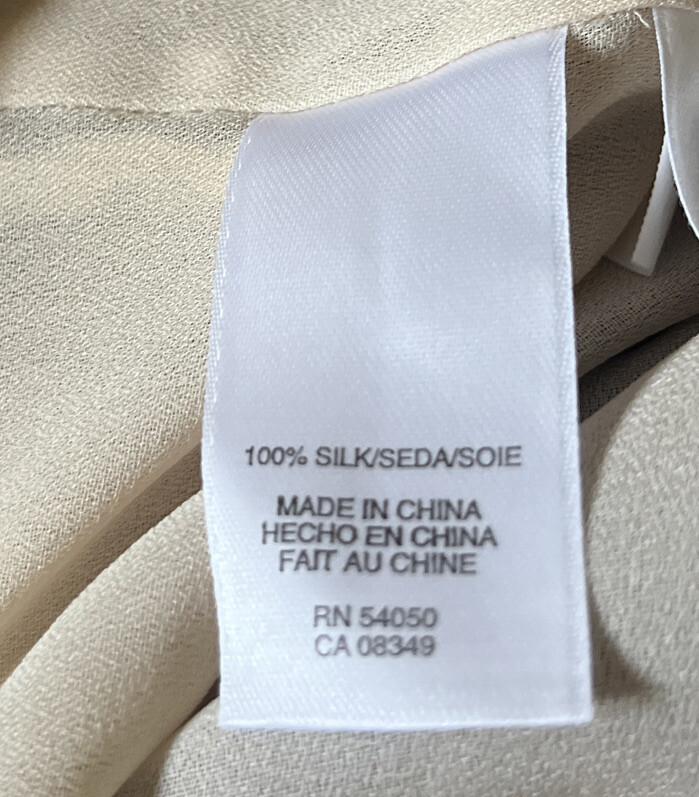 100% SILK/SEDA/SOIE
MADE IN CHINA
HECHO EN CHINA
FAIT AU CHINE
RN 54050
CA 08349